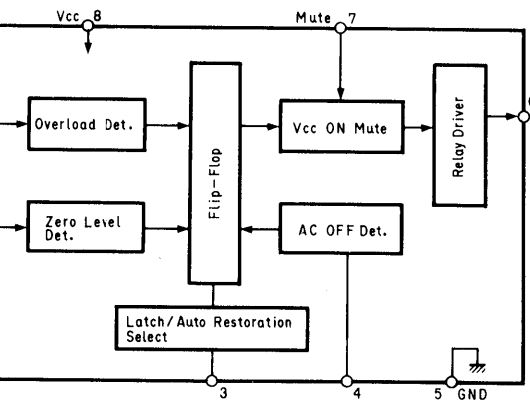 Vcc 8
Mute 7
Overload Det.
Flip-Flop
Vcc ON Mute
Relay Driver
Zero Level
Det.
AC OFF Det.
Latch/Auto Restoration
Select
3
4
5 GND